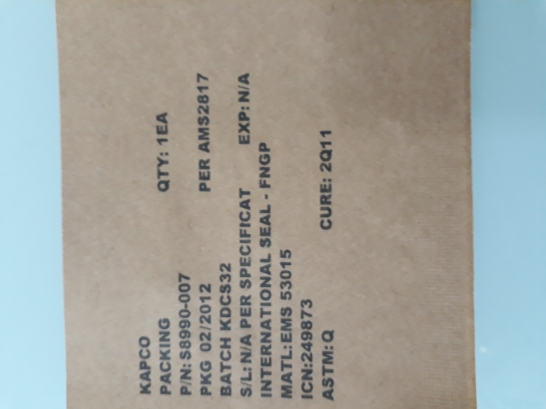 KAPCO
PACKING QTY: 1EA
P/N: S8990-007
PKG 02/2012 PER AMS2817
BATCH KDCS32
S/L: N/A PER SPECIFICAT EXP: N/A
INTERNATIONAL SEAL - FNGP
MATL: EMS 53015
ICN:249873
ASTM: Q CURE: 2Q11